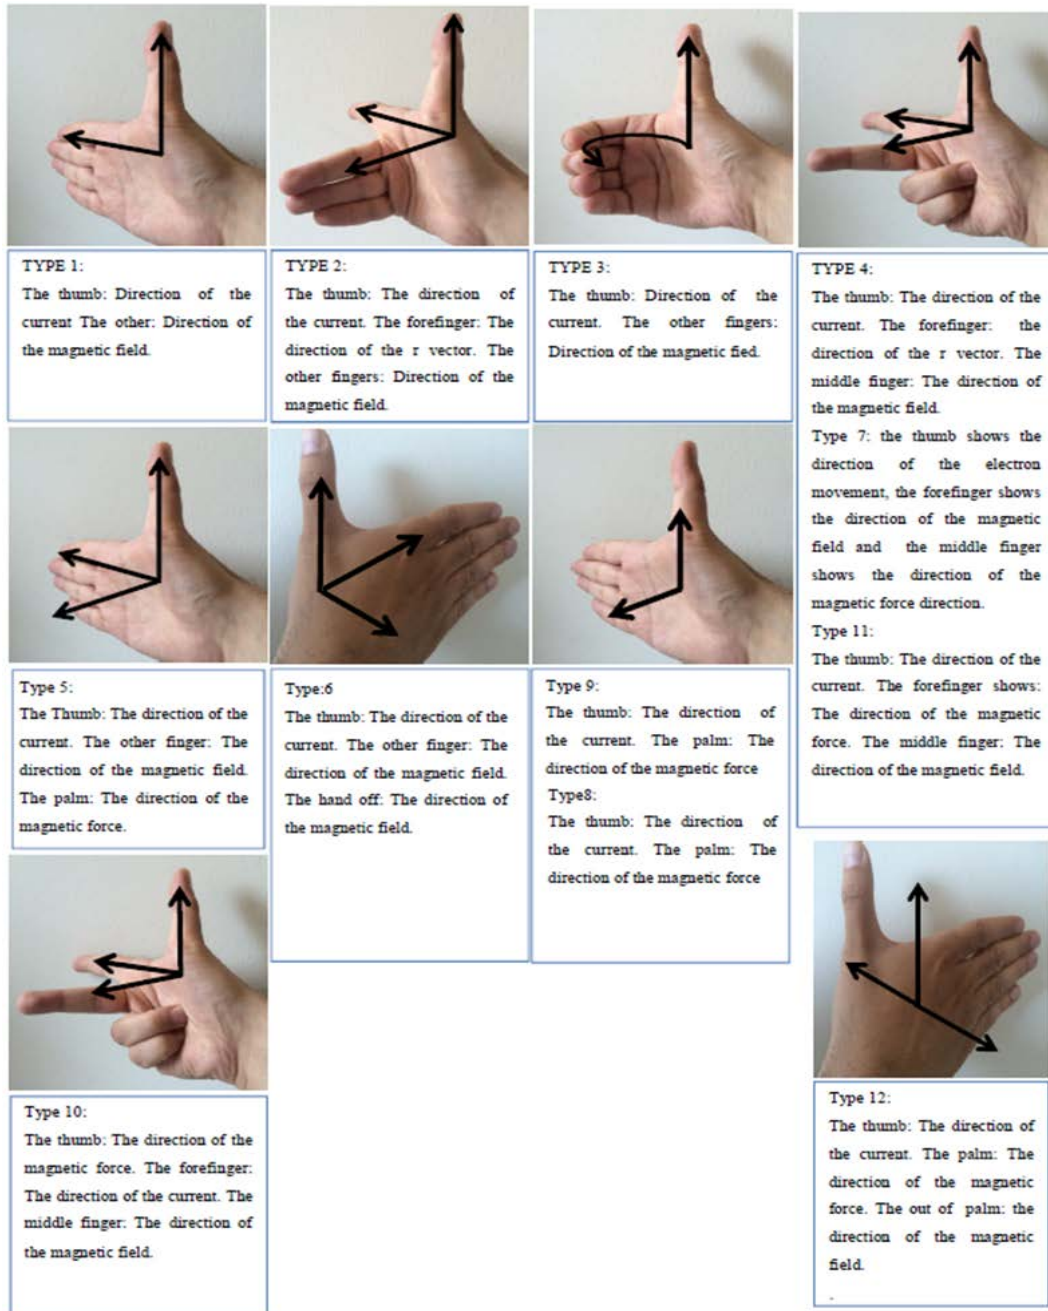 TYPE 1:
The thumb: Direction of the
current The other: Direction of
the magnetic field.
TYPE 2:
The thumb: The direction of
the current. The forefinger: The
direction of the r vector. The
other fingers: Direction of the
magnetic field.
TYPE 3:
The thumb: Direction of the
current. The other fingers:
Direction of the magnetic fied.
TYPE 4:
The thumb: The direction of the
current. The forefinger: the
direction of the r vector. The
middle finger: The direction of
the magnetic field.
Type 7: the thumb shows the
direction of the electron
movement, the forefinger shows
the direction of the magnetic
field and the middle finger
shows the direction of the
magnetic force direction.
Type 11:
The thumb: The direction of the
current. The forefinger shows:
The direction of the magnetic
force. The middle finger: The
direction of the magnetic field.
Type 5:
The Thumb: The direction of the
current. The other finger: The
direction of the magnetic field.
The palm: The direction of the
magnetic force.
Type:6
The thumb: The direction of the
current. The other finger: The
direction of the magnetic field.
The hand off: The direction of
the magnetic field.
Type 9:
The thumb: The direction of
the current. The palm: The
direction of the magnetic force
Type8:
The thumb: The direction of
the current. The palm: The
direction of the magnetic force
Type 10:
The thumb: The direction of the
magnetic force. The forefinger:
The direction of the current. The
middle finger: The direction of
the magnetic field.
Type 12:
The thumb: The direction of
the current. The palm: The
direction of the magnetic
force. The out of palm: the
direction of the magnetic
field.
.